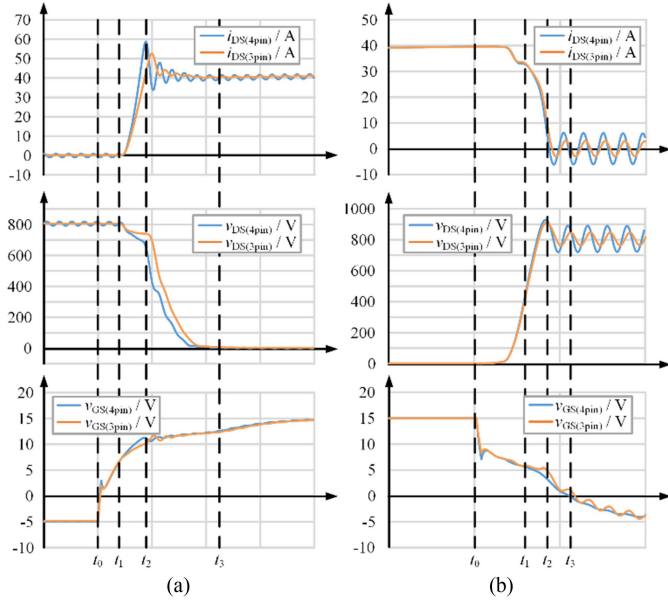 70
60
50
40
30
20
10
0
-10
iDS(4pin) / A
iDS(3pin) / A
800
600
400
200
0
vDS(4pin) / V
vDS(3pin) / V
20
15
10
5
0
-5
-10
vGS(4pin) / V
vGS(3pin) / V
t0 t1 t2 t3
(a)
50
40
30
20
10
0
-10
iDS(4pin) / A
iDS(3pin) / A
1000
800
600
400
200
0
vDS(4pin) / V
vDS(3pin) / V
20
15
10
5
0
-5
-10
vGS(4pin) / V
vGS(3pin) / V
t0 t1 t2 t3
(b)